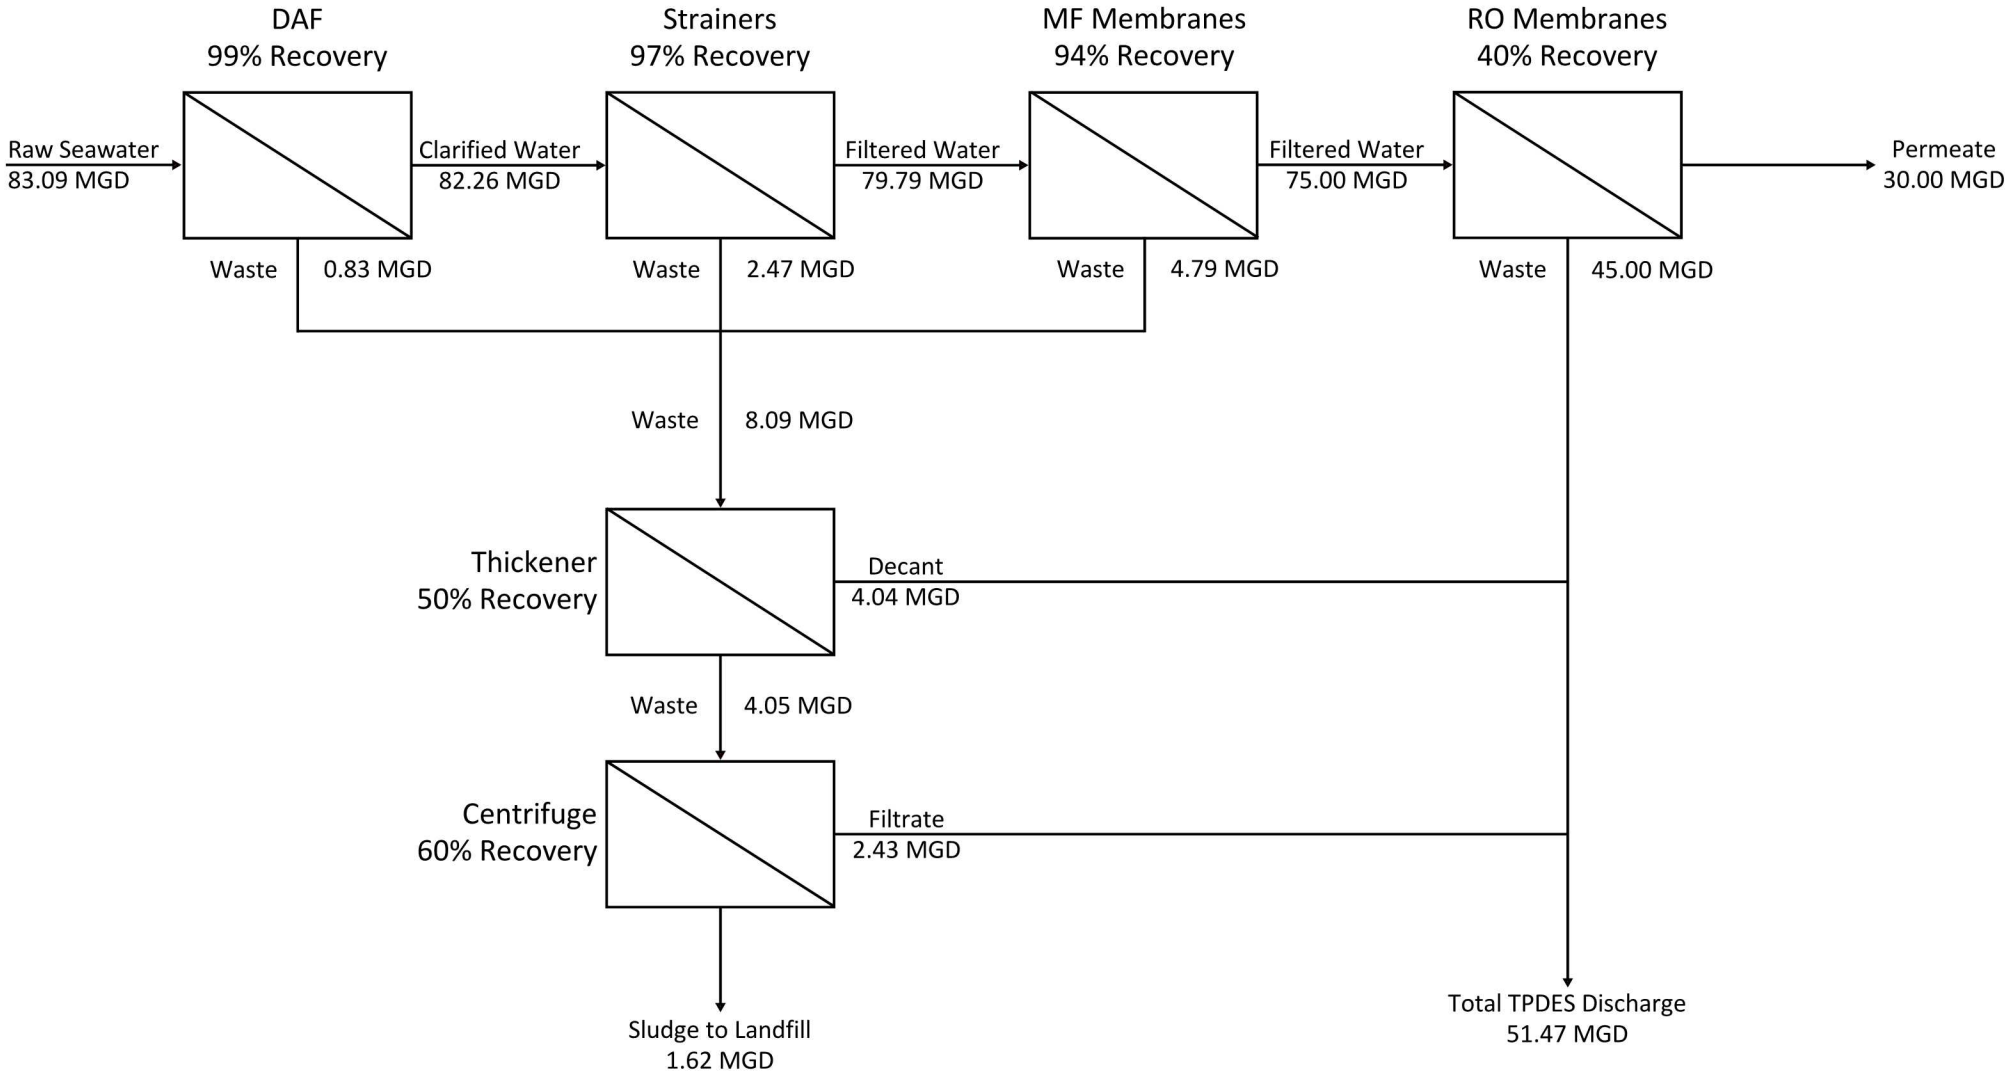 DAF
99% Recovery
Strainers
97% Recovery
MF Membranes
94% Recovery
RO Membranes
40% Recovery
Raw Seawater
83.09 MGD
Clarified Water
82.26 MGD
Filtered Water
79.79 MGD
Filtered Water
75.00 MGD
Permeate
30.00 MGD
Waste
0.83 MGD
Waste
2.47 MGD
Waste
4.79 MGD
Waste
45.00 MGD
Waste
8.09 MGD
Thickener
50% Recovery
Decant
4.04 MGD
Waste
4.05 MGD
Centrifuge
60% Recovery
Filtrate
2.43 MGD
Sludge to Landfill
1.62 MGD
Total TPDES Discharge
51.47 MGD